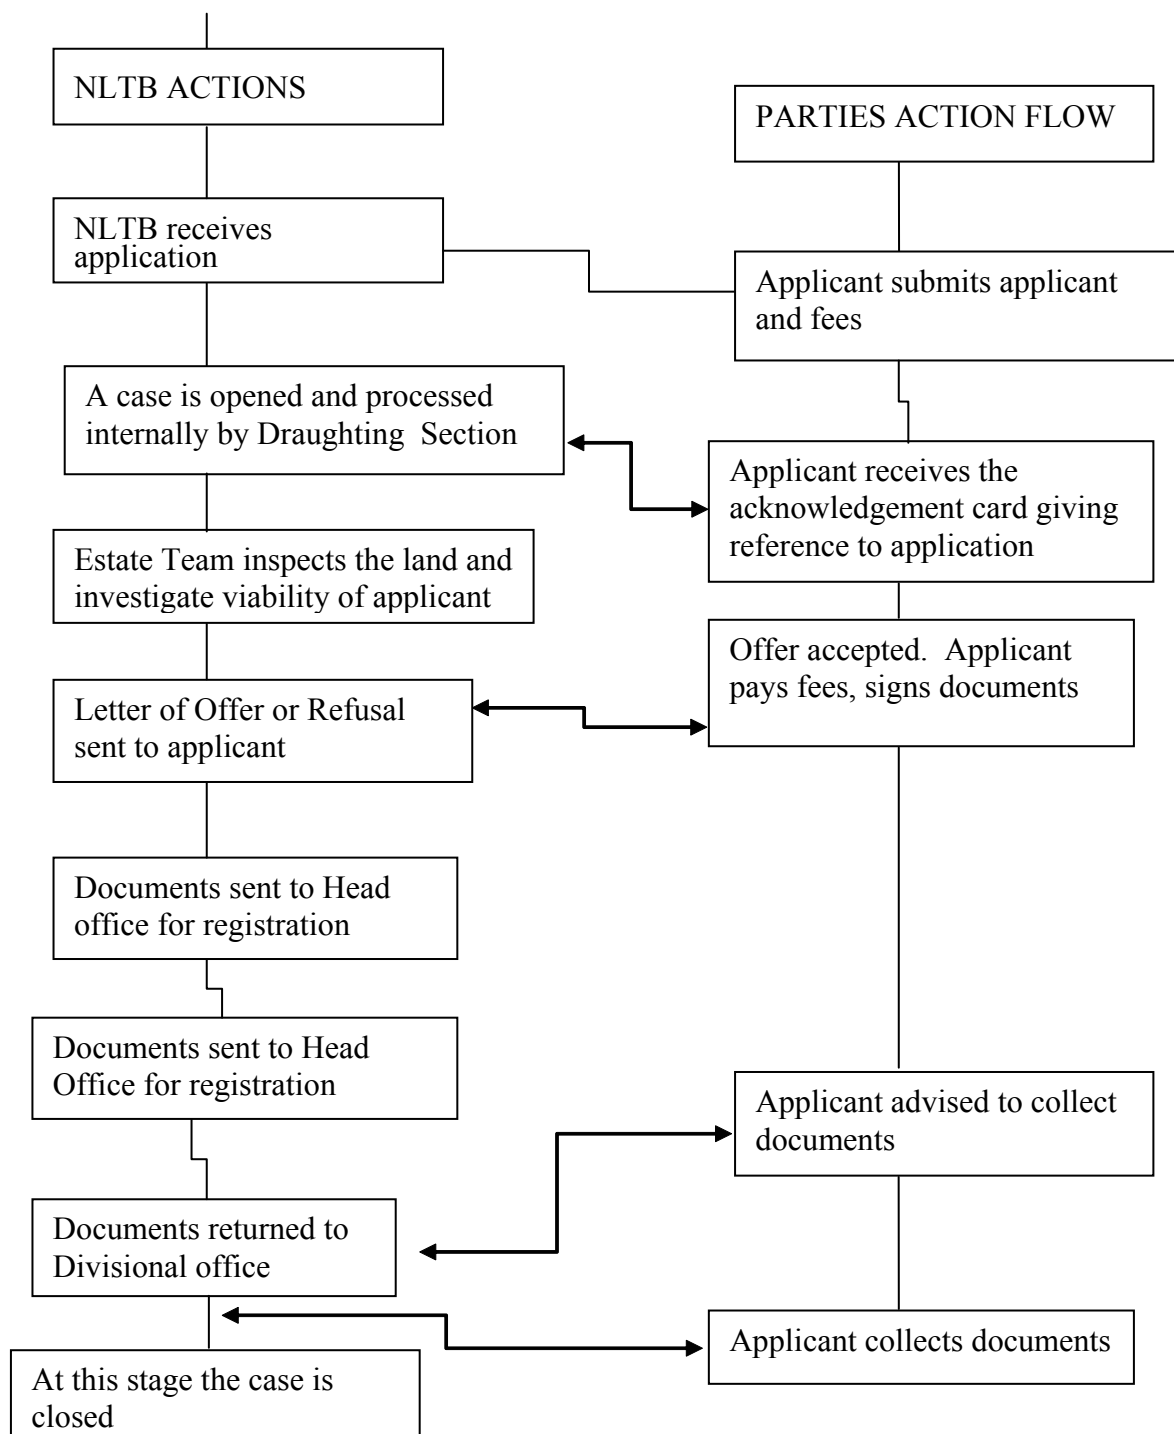 NLTB ACTIONS
PARTIES ACTION FLOW
NLTB receives
application
Applicant submits applicant
and fees
A case is opened and processed
internally by Draughting Section
Applicant receives the
acknowledgement card giving
reference to application
Estate Team inspects the land and
investigate viability of applicant
Offer accepted. Applicant
pays fees, signs documents
Letter of Offer or Refusal
sent to applicant
Documents sent to Head
office for registration
Documents sent to Head
Office for registration
Applicant advised to collect
documents
Documents returned to
Divisional office
Applicant collects documents
At this stage the case is
closed